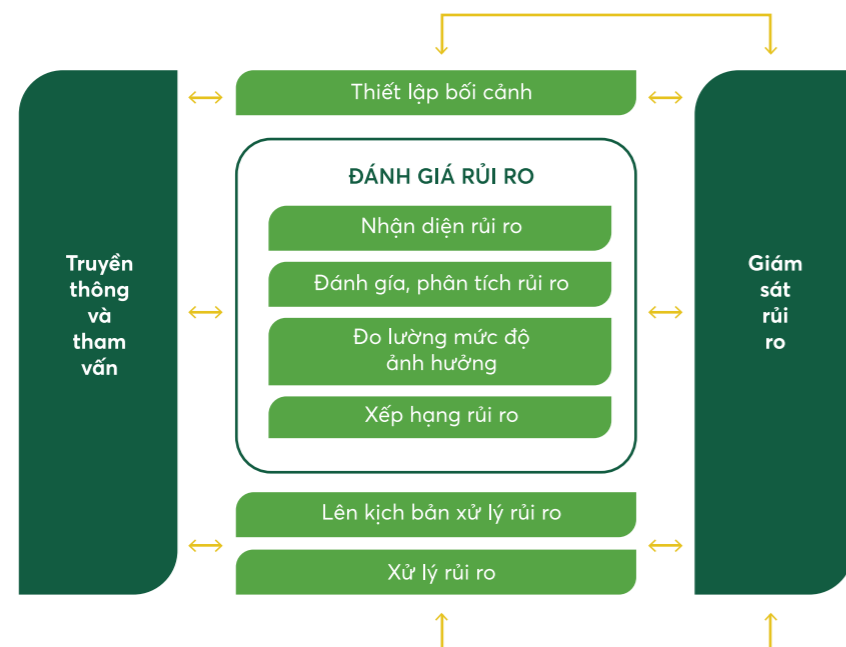 Thiết lập bối cảnh
ĐÁNH GIÁ RỦI RO
Nhận diện rủi ro
Đánh gía, phân tích rủi ro
Đo lường mức độ
ảnh hưởng
Xếp hạng rủi ro
Truyền
thông
và
tham
vấn
Giám
sát
rủi
ro
Lên kịch bản xử lý rủi ro
Xử lý rủi ro